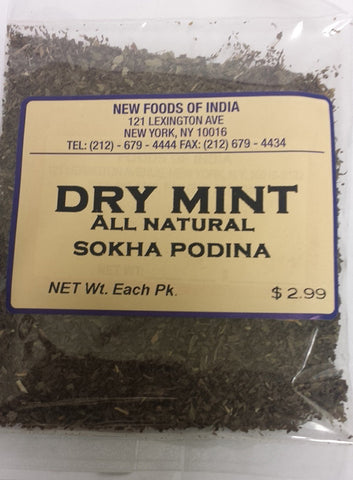 NEW FOODS OF INDIA
121 LEXINGTON AVE
NEW YORK, NY 10016
TEL: (212) - 679 - 4444 FAX: (212) 679 - 4434
DRY MINT
ALL NATURAL
SOKHA PODINA
NET Wt. Each Pk.
$ 2.99